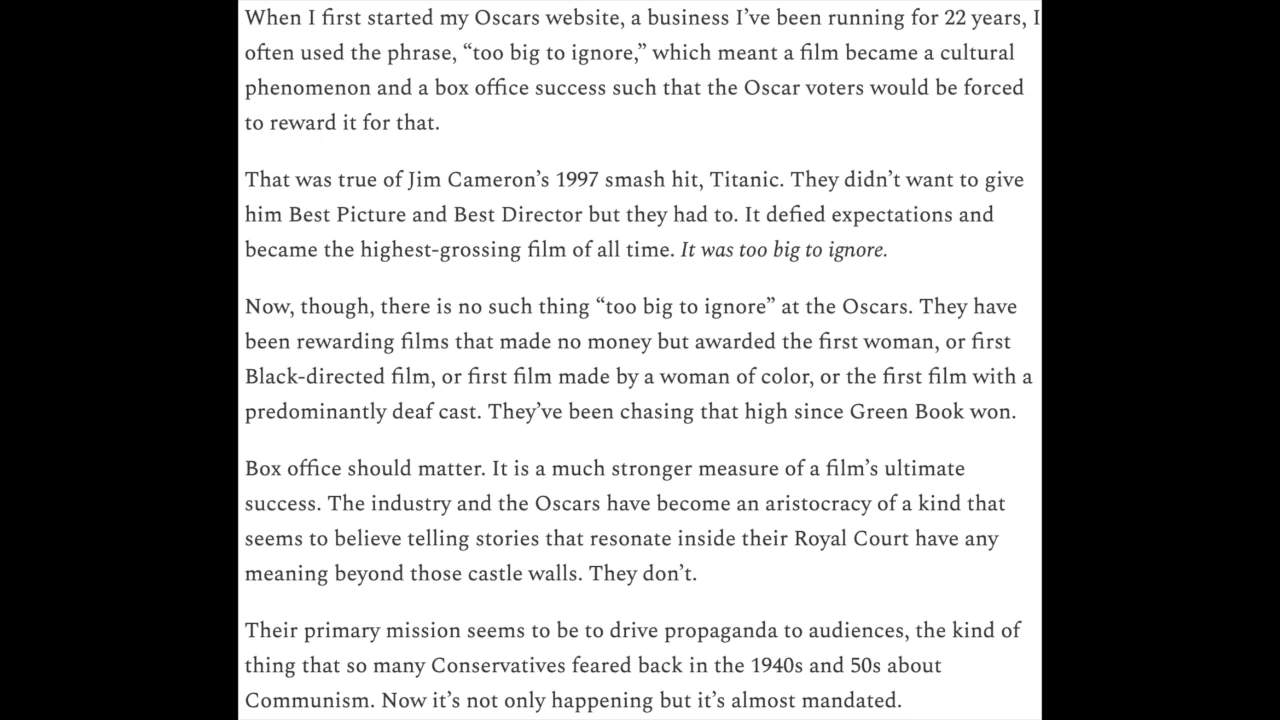 When I first started my Oscars website, a business I’ve been running for 22 years, I
often used the phrase, “too big to ignore,” which meant a film became a cultural
phenomenon and a box office success such that the Oscar voters would be forced
to reward it for that.
That was true of Jim Cameron’s 1997 smash hit, Titanic. They didn’t want to give
him Best Picture and Best Director but they had to. It defied expectations and
became the highest-grossing film of all time. It was too big to ignore.
Now, though, there is no such thing “too big to ignore” at the Oscars. They have
been rewarding films that made no money but awarded the first woman, or first
Black-directed film, or first film made by a woman of color, or the first film with a
predominantly deaf cast. They’ve been chasing that high since Green Book won.
Box office should matter. It is a much stronger measure of a film’s ultimate
success. The industry and the Oscars have become an aristocracy of a kind that
seems to believe telling stories that resonate inside their Royal Court have any
meaning beyond those castle walls. They don’t.
Their primary mission seems to be to drive propaganda to audiences, the kind of
thing that so many Conservatives feared back in the 1940s and 50s about
Communism. Now it’s not only happening but it’s almost mandated.